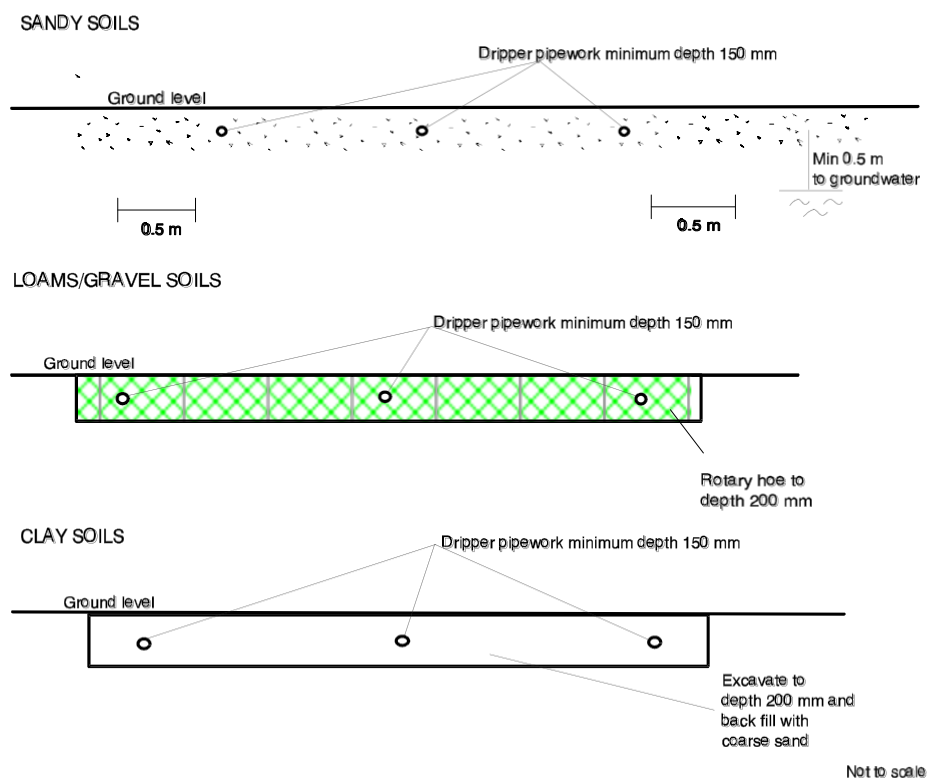 SANDY SOILS
Dripper pipework minimum depth 150 mm
Ground level
Min 0.5 m
to groundwater
0.5 m
0.5 m
LOAMS/GRAVEL SOILS
Dripper pipework minimum depth 150 mm
Ground level
Rotary hoe to
depth 200 mm
CLAY SOILS
Dripper pipework minimum depth 150 mm
Ground level
Excavate to
depth 200 mm and
back fill with
coarse sand
Not to scale